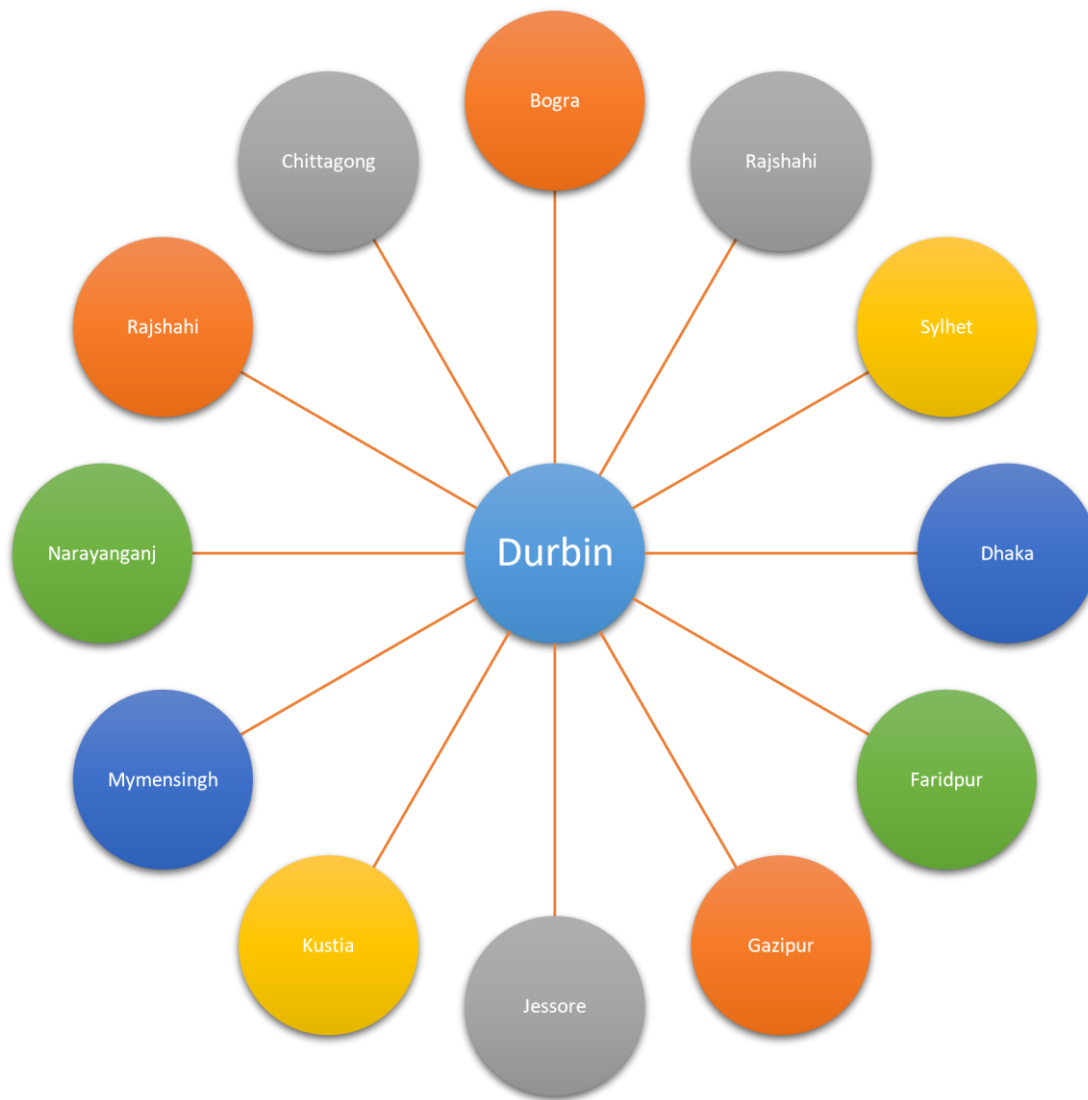 Bogra
Rajshahi
Chittagong
Sylhet
Rajshahi
Durbin
Narayanganj
Dhaka
Mymensingh
Faridpur
Kustia
Gazipur
Jessore